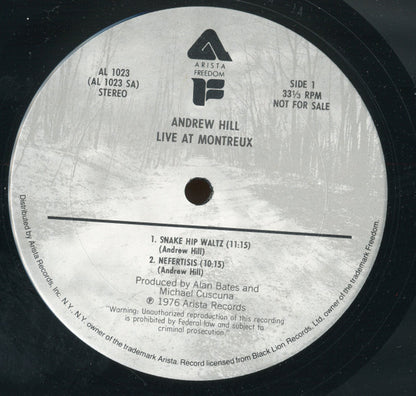 ARISTA
FREEDOM
F
AL 1023
(AL 1023 SA)
STEREO
SIDE 1
33⅓ RPM
NOT FOR SALE
ANDREW HILL
LIVE AT MONTREUX
1. SNAKE HIP WALTZ (11:15)
(Andrew Hill)
2. NEFERTISIS (10:15)
(Andrew Hill)
Produced by Alan Bates and
Michael Cuscuna
℗ 1976 Arista Records
"Warning: Unauthorized reproduction of this recording
is prohibited by Federal law and subject to
criminal prosecution."
Distributed by Arista Records, Inc. N.Y., N.Y. owner of the trademark Arista. Record licensed from Black Lion Records, Ltd. owner of the trademark Freedom.